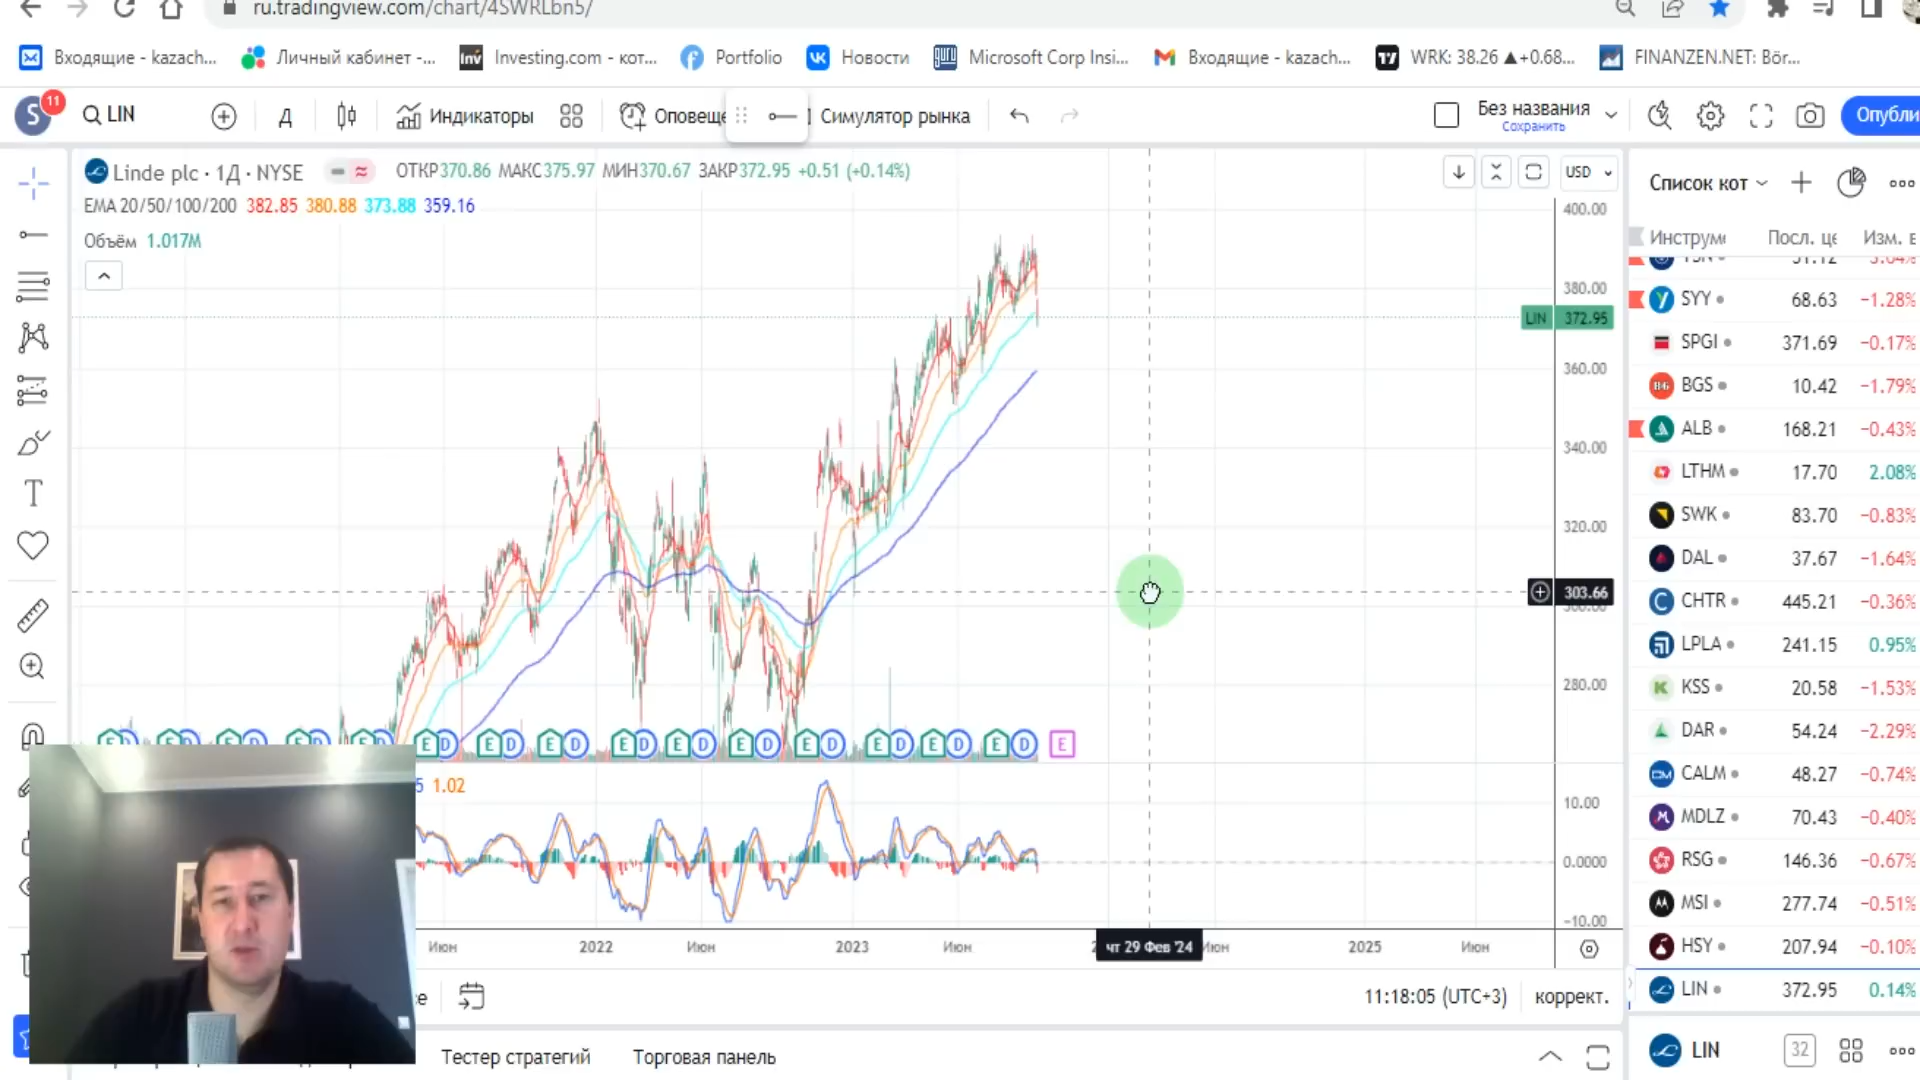 ru.tradingview.com/chart/4SWRLbn5/
Входящие - kazach... Личный кабинет -... Inv Investing.com - кот... Portfolio Новости Microsoft Corp Insi... Входящие - kazach... WRK: 38.26 ▲+0.68... FINANZEN.NET: Bör...
S 11 LIN Д Индикаторы Оповеще Симулятор рынка Без названия Сохранить Опубли
Linde plc · 1Д · NYSE ОТКР370.86 МАКС375.97 МИН370.67 ЗАКР372.95 +0.51 (+0.14%)
USD
EMA 20/50/100/200 382.85 380.88 373.88 359.16
Объём 1.017M
400.00
380.00
LIN 372.95
360.00
340.00
320.00
303.66
280.00
E D E D E D E D E D E D E D E D E D E D E D E
5 1.02
10.00
0.0000
-10.00
Июн 2022 Июн 2023 Июн чт 29 Фев '24 Июн 2025 Июн
11:18:05 (UTC+3) коррект.
Тестер стратегий Торговая панель
Список кот
Посл. це Изм. в
SYY 68.63 −1.28%
SPGI 371.69 −0.17%
BGS 10.42 −1.79%
ALB 168.21 −0.43%
LTHM 17.70 2.08%
SWK 83.70 −0.83%
DAL 37.67 −1.64%
CHTR 445.21 −0.36%
LPLA 241.15 0.95%
KSS 20.58 −1.53%
DAR 54.24 −2.29%
CALM 48.27 −0.74%
MDLZ 70.43 −0.40%
RSG 146.36 −0.67%
MSI 277.74 −0.51%
HSY 207.94 −0.10%
LIN 372.95 0.14%
LIN 32